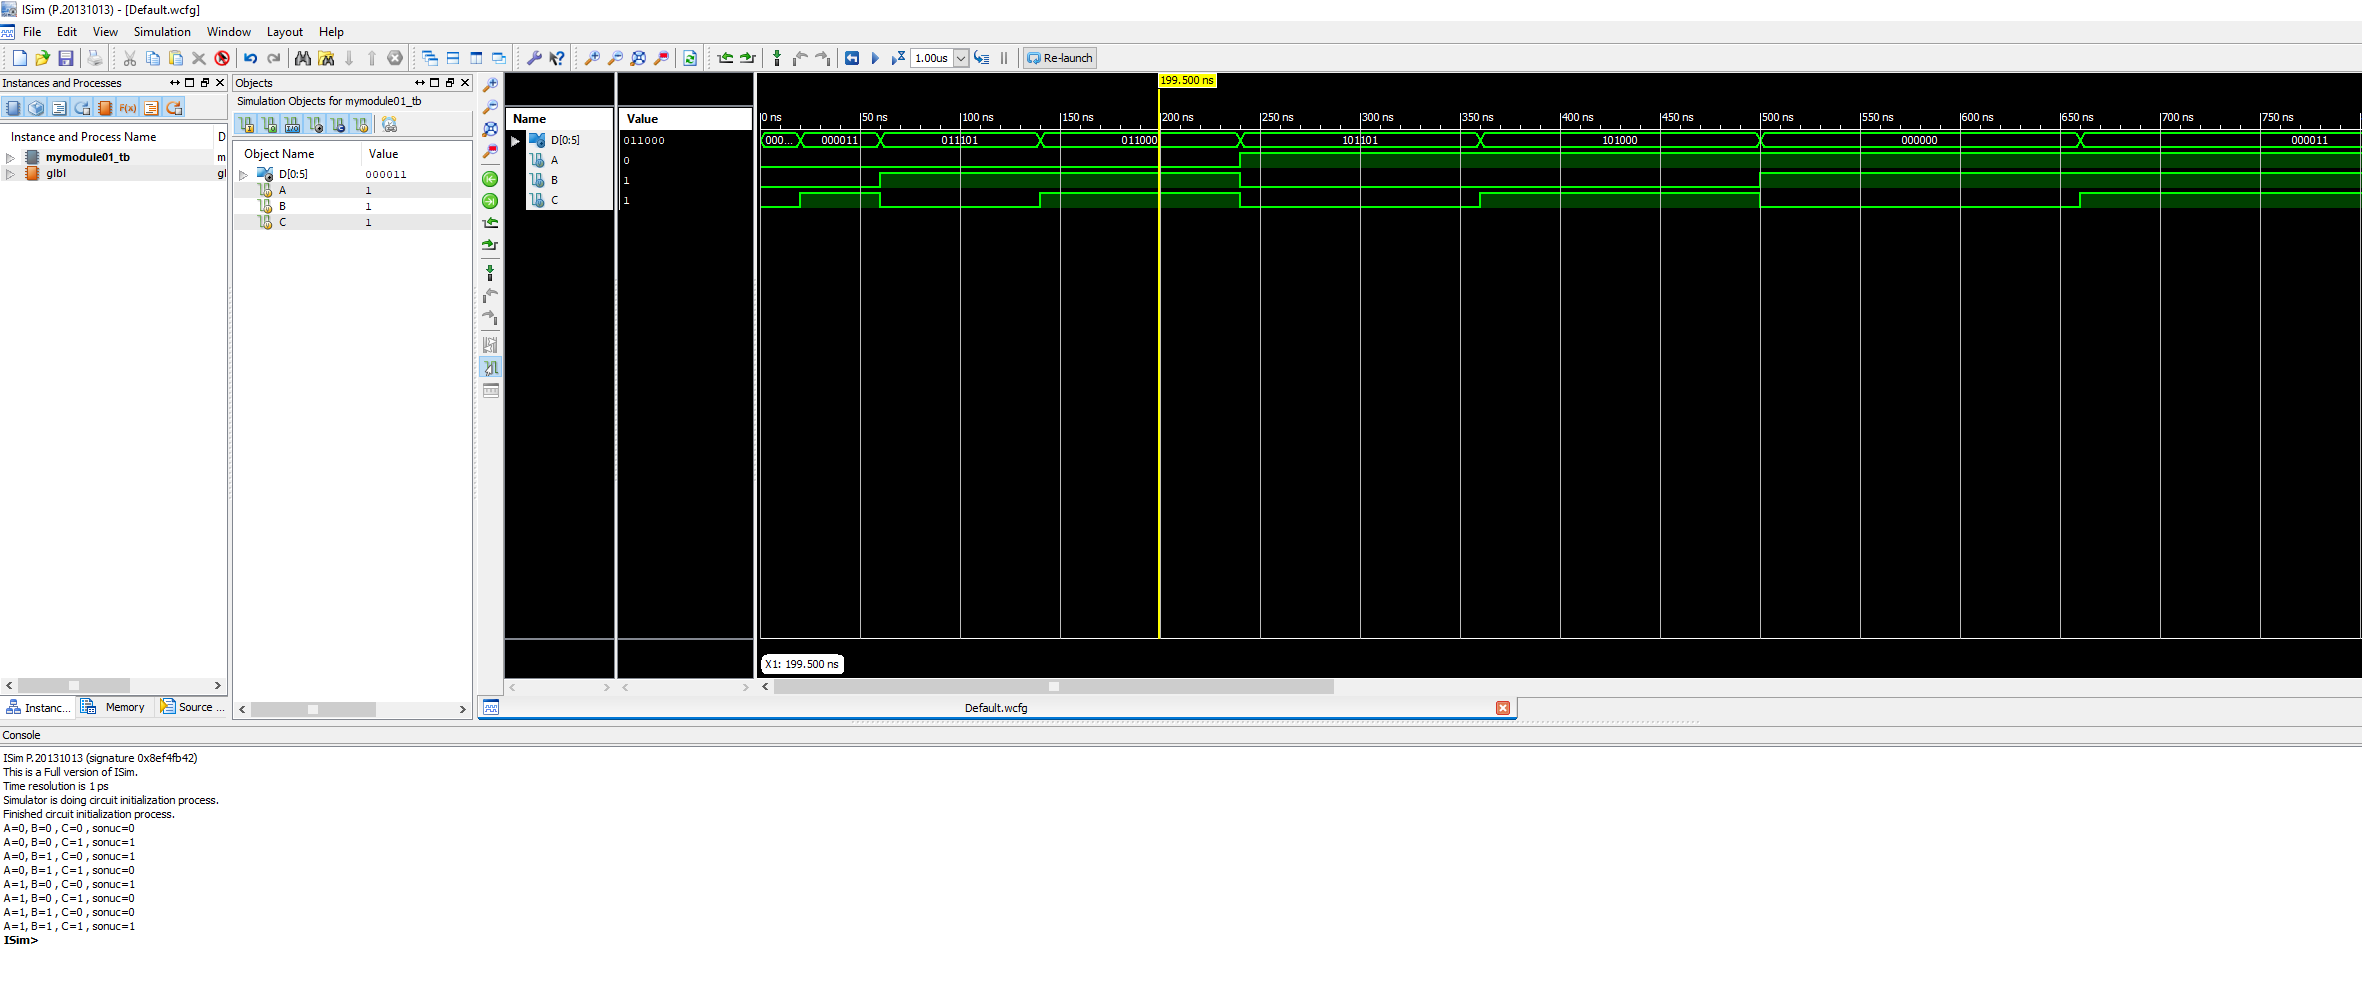 ISim (P.20131013) - [Default.wcfg]
File Edit View Simulation Window Layout Help
1.00us Re-launch
Instances and Processes
Instance and Process Name D
mymodule01_tb m
glbl gl
Instanc... Memory Source ...
Objects
Simulation Objects for mymodule01_tb
Object Name Value
D[0:5] 000011
A 1
B 1
C 1
Name Value
D[0:5] 011000
A 0
B 1
C 1
199.500 ns
0 ns 50 ns 100 ns 150 ns 200 ns 250 ns 300 ns 350 ns 400 ns 450 ns 500 ns 550 ns 600 ns 650 ns 700 ns 750 ns
000... 000011 011101 011000 101101 101000 000000 000011
X1: 199.500 ns
Default.wcfg
Console
ISim P.20131013 (signature 0x8ef4fb42)
This is a Full version of ISim.
Time resolution is 1 ps
Simulator is doing circuit initialization process.
Finished circuit initialization process.
A=0, B=0 , C=0 , sonuc=0
A=0, B=0 , C=1 , sonuc=1
A=0, B=1 , C=0 , sonuc=1
A=0, B=1 , C=1 , sonuc=0
A=1, B=0 , C=0 , sonuc=1
A=1, B=0 , C=1 , sonuc=0
A=1, B=1 , C=0 , sonuc=0
A=1, B=1 , C=1 , sonuc=1
ISim>